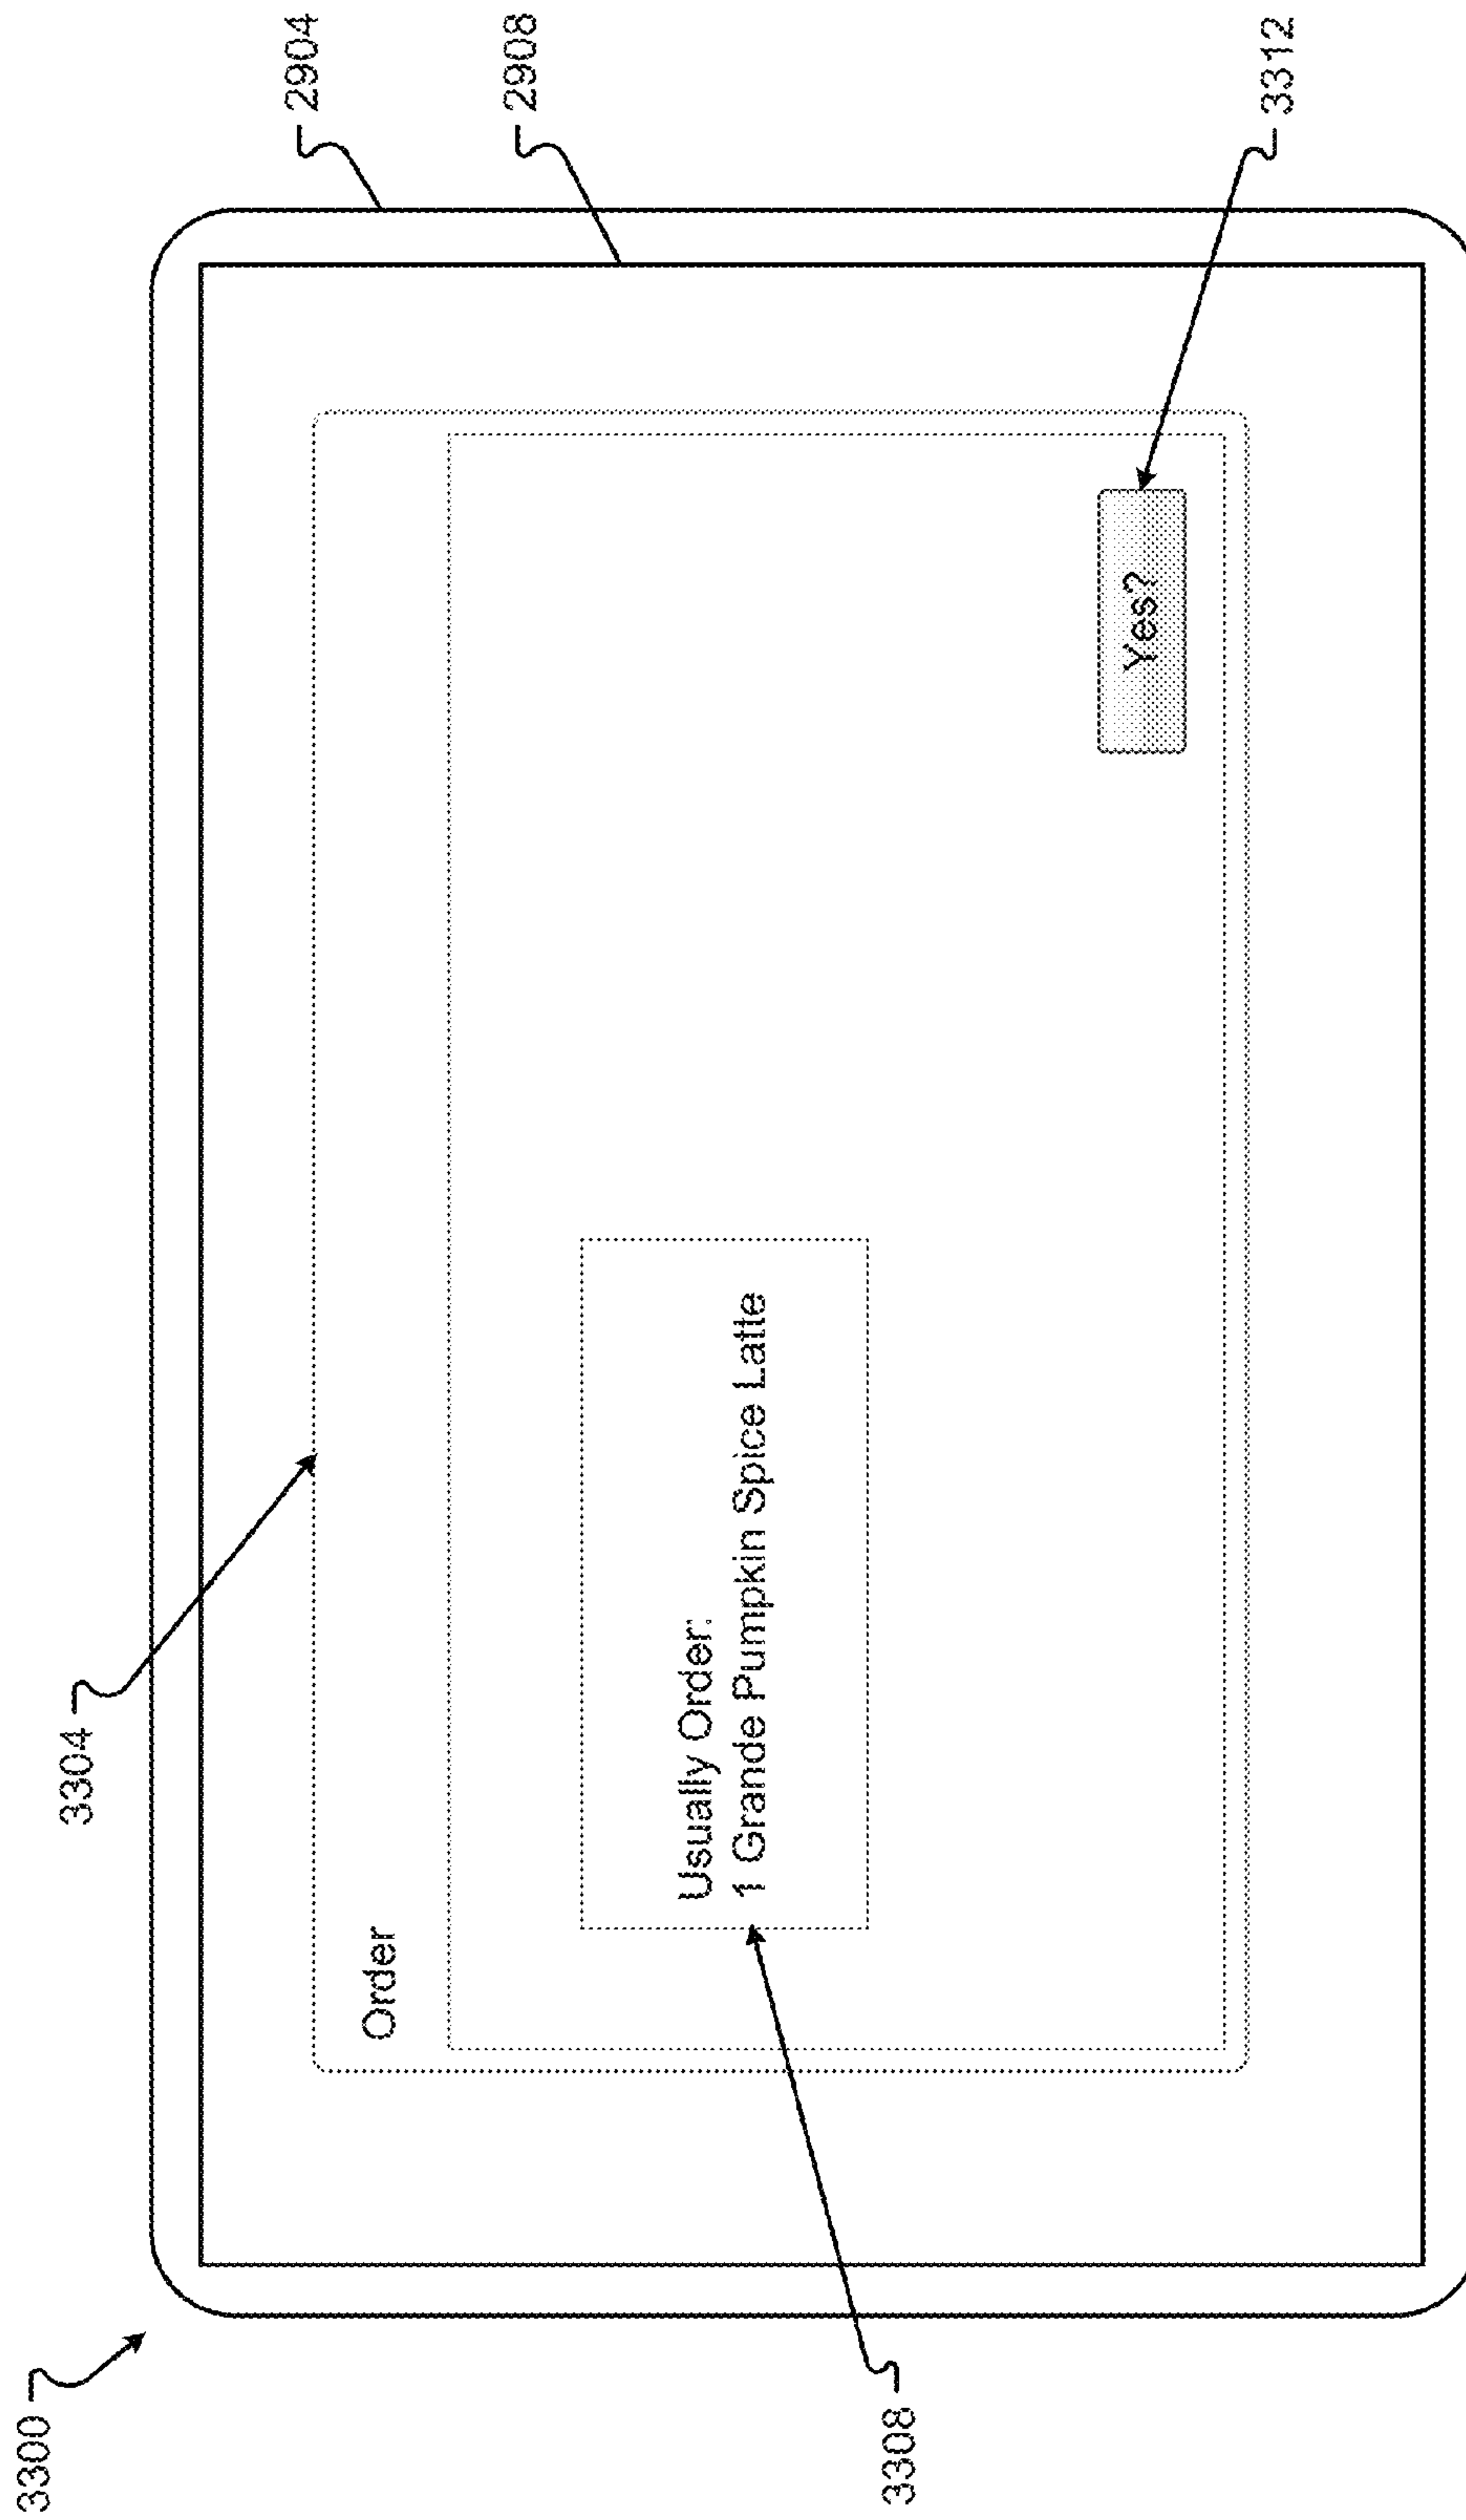 3300
3304
2904
Order
2908
Usually Order:
1 Grande Pumpkin Spice Latte
3308
Yes?
3312